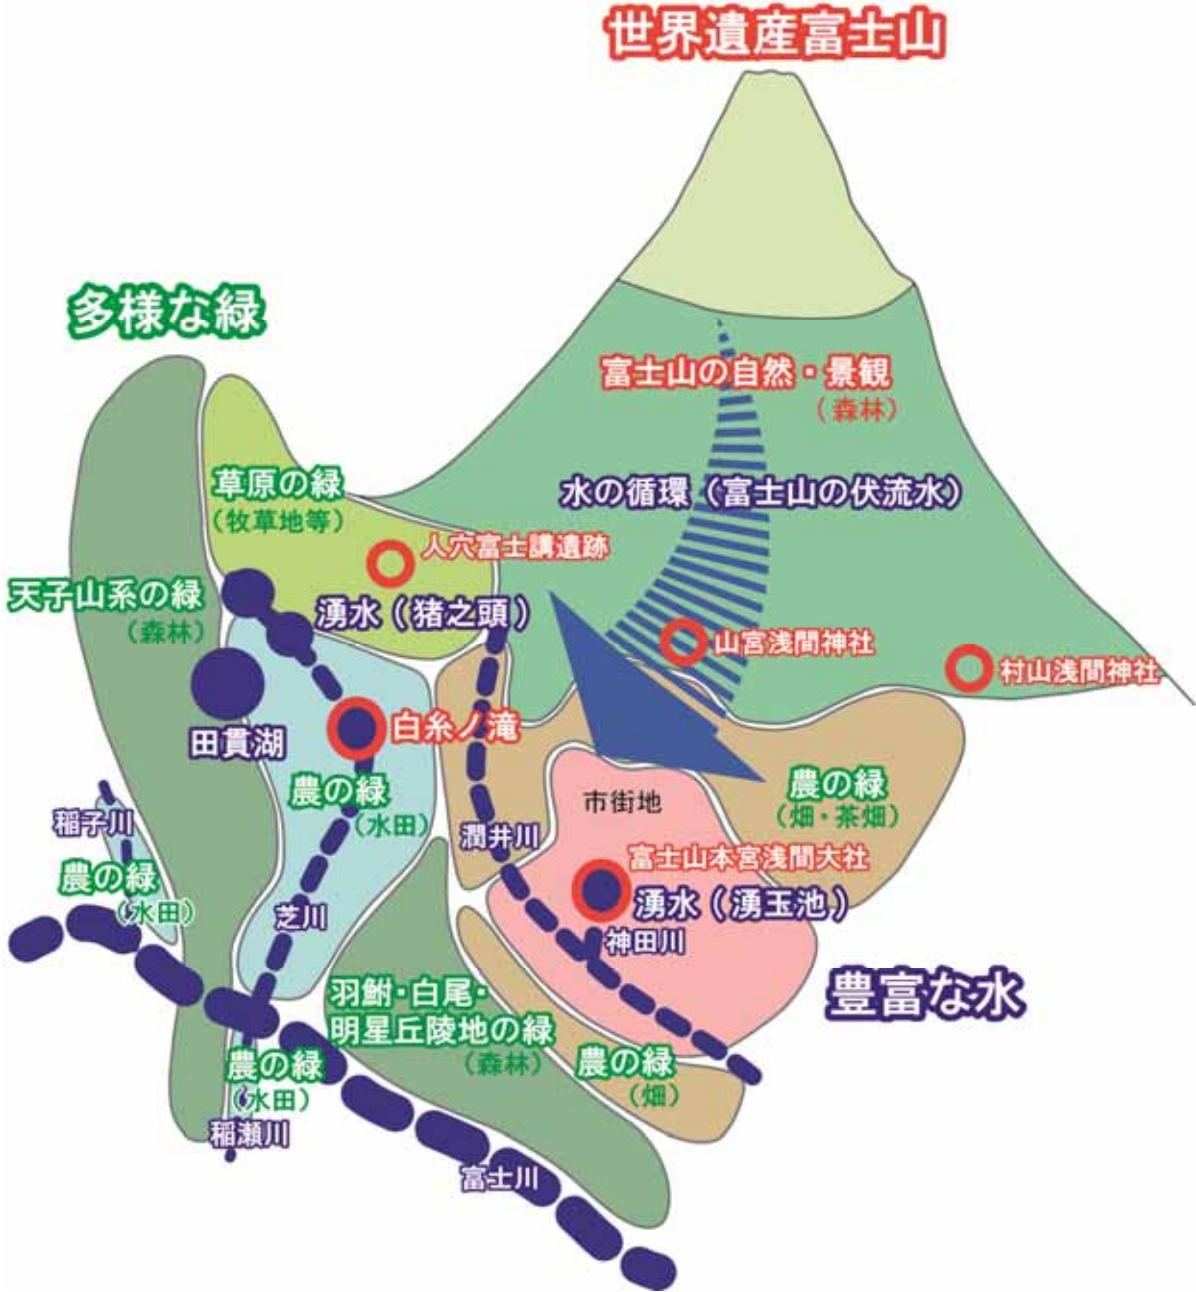 世界遺産富士山
多様な緑
富士山の自然・景観
（森林）
草原の緑
（牧草地等）
水の循環（富士山の伏流水）
人穴富士講遺跡
天子山系の緑
（森林）
湧水（猪之頭）
山宮浅間神社
村山浅間神社
田貫湖
白糸ノ滝
農の緑
（水田）
市街地
農の緑
（畑・茶畑）
稲子川
潤井川
農の緑
（水田）
富士山本宮浅間大社
湧水（湧玉池）
芝川
神田川
羽鮒・白尾・
明星丘陵地の緑
（森林）
豊富な水
農の緑
（水田）
農の緑
（畑）
稲瀬川
富士川